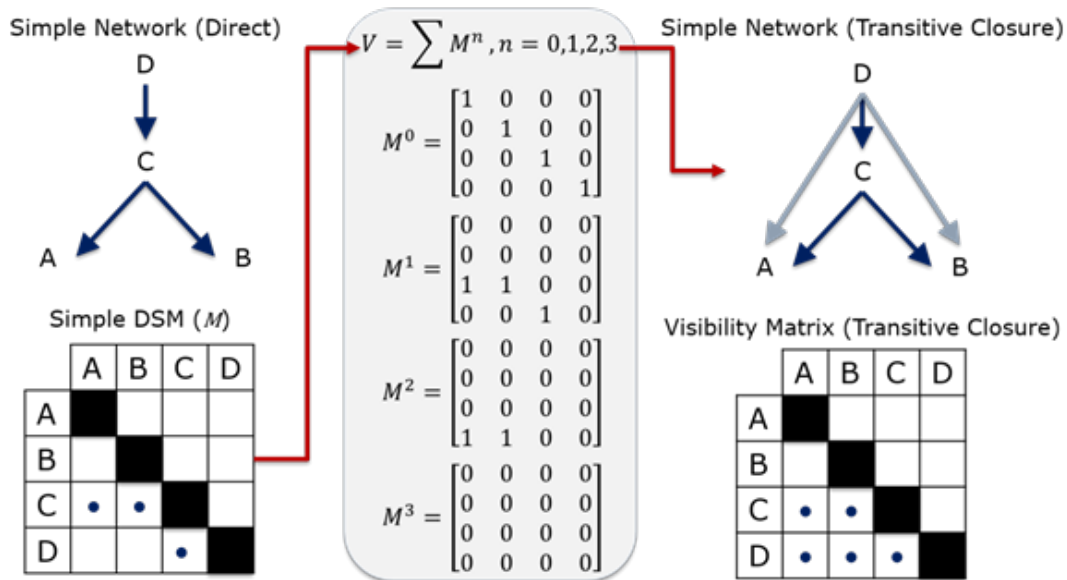 Simple Network (Direct)
D
C
A B
Simple DSM (M)
A B C D
A
B
C • •
D •
V = ∑ Mⁿ , n = 0,1,2,3
M⁰ = [1 0 0 0
0 1 0 0
0 0 1 0
0 0 0 1]
M¹ = [0 0 0 0
0 0 0 0
1 1 0 0
0 0 1 0]
M² = [0 0 0 0
0 0 0 0
0 0 0 0
1 1 0 0]
M³ = [0 0 0 0
0 0 0 0
0 0 0 0
0 0 0 0]
Simple Network (Transitive Closure)
D
C
A B
Visibility Matrix (Transitive Closure)
A B C D
A
B
C • •
D • • •